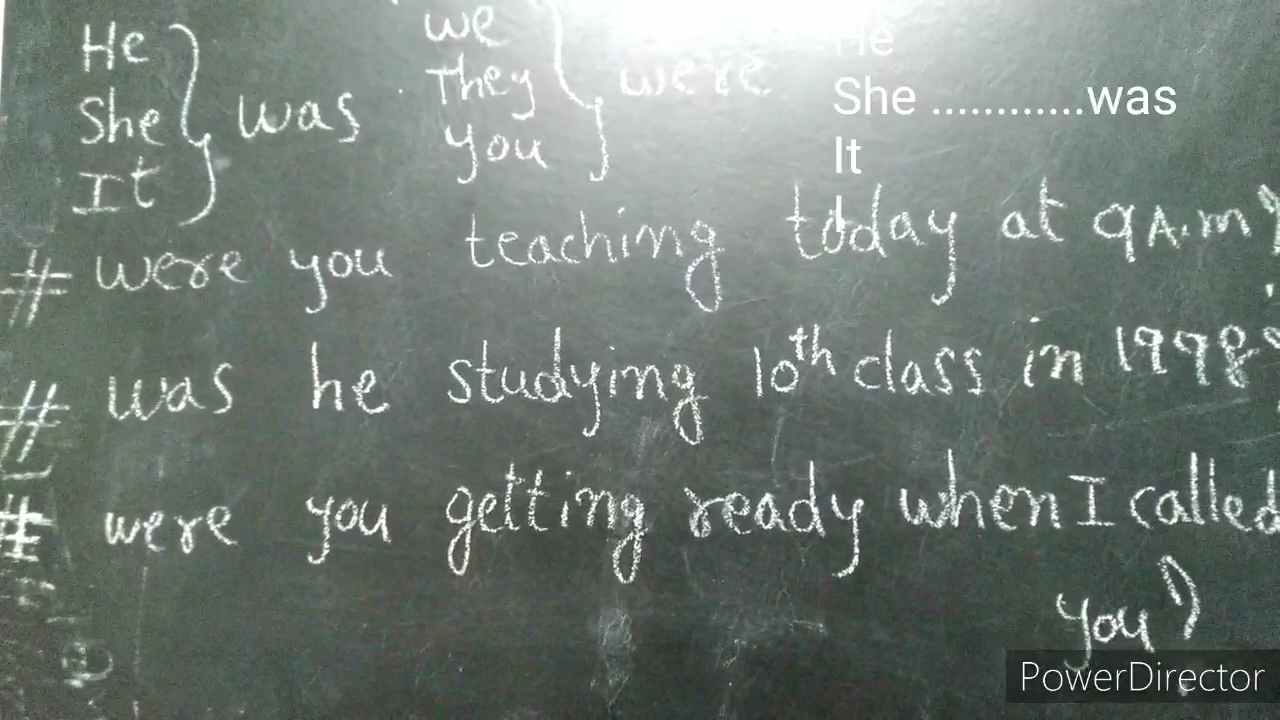 He
She
It
was
we
They
you
were
He
She ............was
It
I
# were you teaching today at 9 A.m ?
# was he studying 10th class in 1998?
# were you getting ready when I called
you ?
PowerDirector